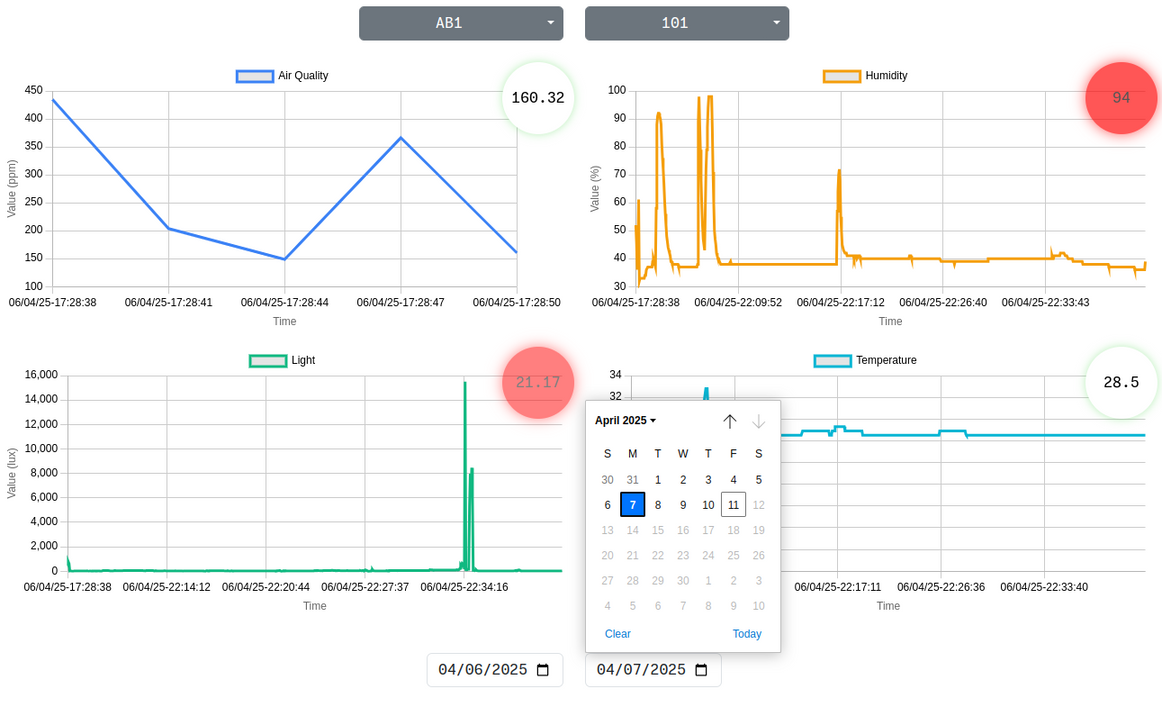 AB1 101
Air Quality
160.32
450
400
350
300
250
200
150
100
Value (ppm)
06/04/25-17:28:38 06/04/25-17:28:41 06/04/25-17:28:44 06/04/25-17:28:47 06/04/25-17:28:50
Time
Humidity
94
100
90
80
70
60
50
40
30
Value (%)
06/04/25-17:28:38 06/04/25-22:09:52 06/04/25-22:17:12 06/04/25-22:26:40 06/04/25-22:33:43
Time
Light
21.17
16,000
14,000
12,000
10,000
8,000
6,000
4,000
2,000
0
Value (lux)
06/04/25-17:28:38 06/04/25-22:14:12 06/04/25-22:20:44 06/04/25-22:27:37 06/04/25-22:34:16
Time
Temperature
28.5
34
32
06/04/25-22:17:11 06/04/25-22:26:36 06/04/25-22:33:40
Time
April 2025
S M T W T F S
30 31 1 2 3 4 5
6 7 8 9 10 11 12
13 14 15 16 17 18 19
20 21 22 23 24 25 26
27 28 29 30 1 2 3
4 5 6 7 8 9 10
Clear Today
04/06/2025 04/07/2025